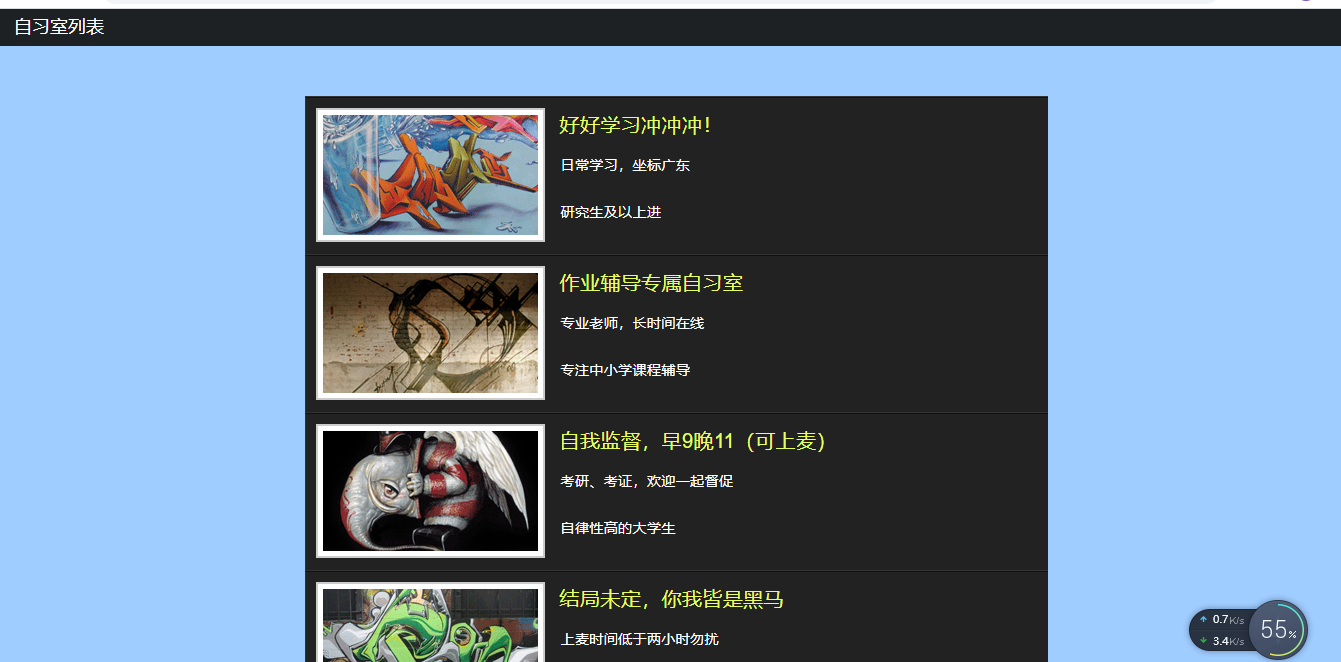 自习室列表
好好学习冲冲冲！
日常学习，坐标广东
研究生及以上进
作业辅导专属自习室
专业老师，长时间在线
专注中小学课程辅导
自我监督，早9晚11（可上麦）
考研、考证，欢迎一起督促
自律性高的大学生
结局未定，你我皆是黑马
上麦时间低于两小时勿扰
0.7K/s
3.4K/s
55%